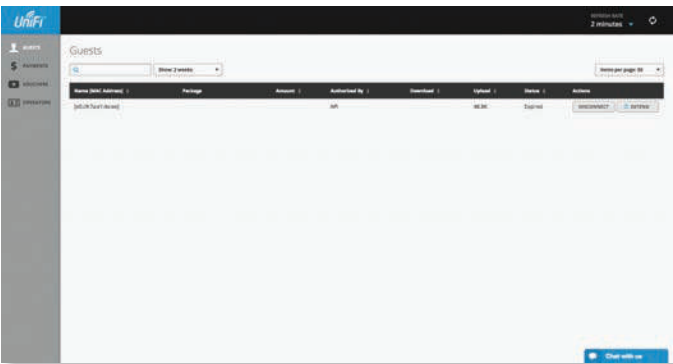 UniFi
REFRESH RATE
2 minutes
GUESTS
PAYMENTS
VOUCHERS
OPERATORS
Guests
Show: 2 weeks
Items per page: 50
Name (MAC Address) Package Amount Authorized By Download Upload Status Actions
API Expired DISCONNECT EXTEND
Chat with us